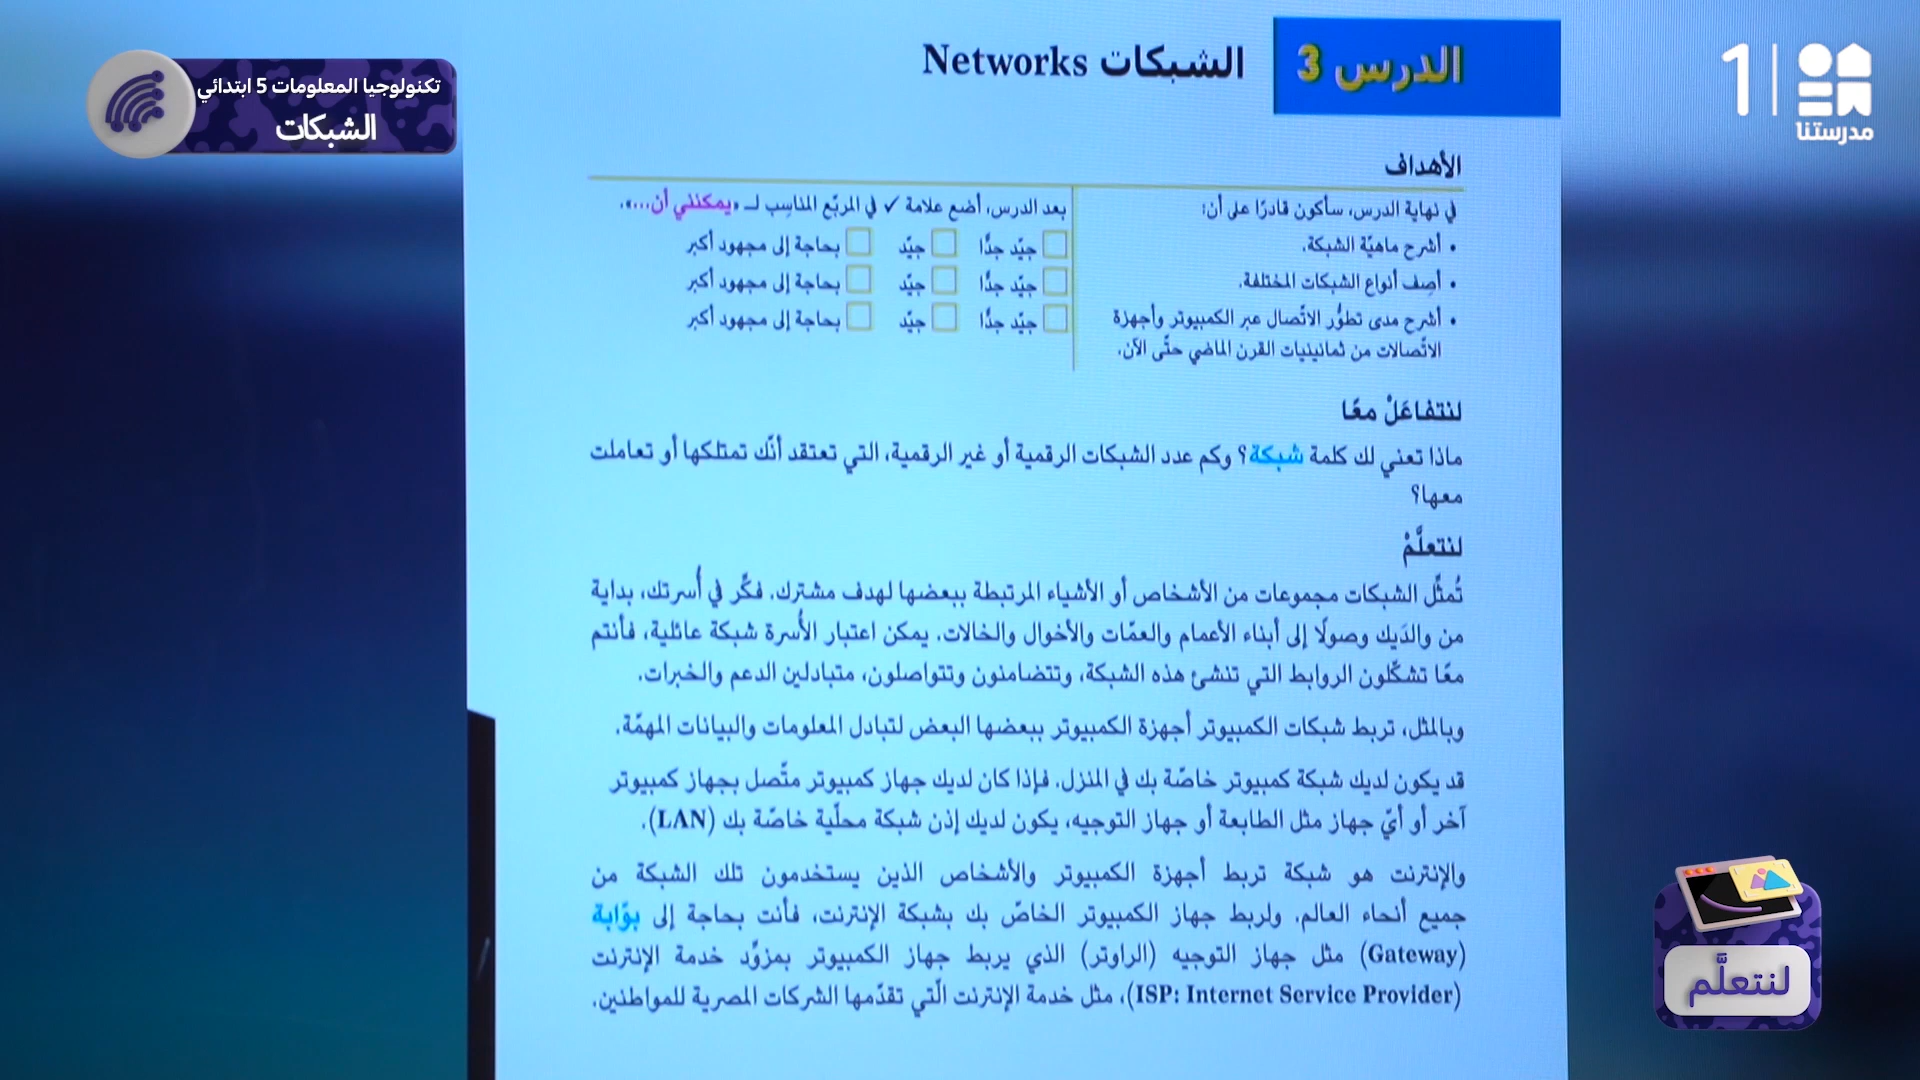 تكنولوجيا المعلومات 5 ابتدائي
الشبكات
1
مدرستنا
الدرس 3
الشبكات Networks
الأهداف
في نهاية الدرس، سأكون قادرًا على أن:
بعد الدرس، أضع علامة ✓ في المربّع المناسِب لـ «يمكنني أن...».
• أشرح ماهيّة الشبكة.
جيّد جدًّا جيّد بحاجة إلى مجهود أكبر
• أصِف أنواع الشبكات المختلفة.
جيّد جدًّا جيّد بحاجة إلى مجهود أكبر
• أشرح مدى تطوُّر الاتّصال عبر الكمبيوتر وأجهزة
جيّد جدًّا جيّد بحاجة إلى مجهود أكبر
الاتّصالات من ثمانينيات القرن الماضي حتّى الآن.
لنتفاعَلْ معًا
ماذا تعني لك كلمة شبكة؟ وكم عدد الشبكات الرقمية أو غير الرقمية، التي تعتقد أنّك تمتلكها أو تعاملت
معها؟
لنتعلَّمْ
تُمثِّل الشبكات مجموعات من الأشخاص أو الأشياء المرتبطة ببعضها لهدف مشترك. فكِّر في أُسرتك، بداية
من والدَيك وصولًا إلى أبناء الأعمام والعمّات والأخوال والخالات. يمكن اعتبار الأُسرة شبكة عائلية، فأنتم
معًا تشكّلون الروابط التي تنشئ هذه الشبكة، وتتضامنون وتتواصلون، متبادلين الدعم والخبرات.
وبالمثل، تربط شبكات الكمبيوتر أجهزة الكمبيوتر ببعضها البعض لتبادل المعلومات والبيانات المهمّة.
قد يكون لديك شبكة كمبيوتر خاصّة بك في المنزل. فإذا كان لديك جهاز كمبيوتر متّصل بجهاز كمبيوتر
آخر أو أيّ جهاز مثل الطابعة أو جهاز التوجيه، يكون لديك إذن شبكة محلّية خاصّة بك (LAN).
والإنترنت هو شبكة تربط أجهزة الكمبيوتر والأشخاص الذين يستخدمون تلك الشبكة من
جميع أنحاء العالم. ولربط جهاز الكمبيوتر الخاصّ بك بشبكة الإنترنت، فأنت بحاجة إلى بوّابة
(Gateway) مثل جهاز التوجيه (الراوتر) الذي يربط جهاز الكمبيوتر بمزوِّد خدمة الإنترنت
(ISP: Internet Service Provider)، مثل خدمة الإنترنت الّتي تقدّمها الشركات المصرية للمواطنين.
لنتعلَّم